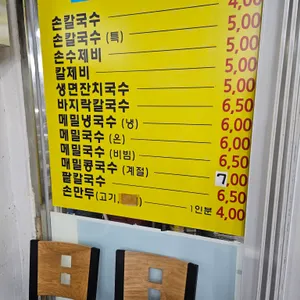 4,00
손칼국수 5,00
손칼국수 (특) 5,00
손수제비 5,00
칼제비 5,00
생면잔치국수 5,00
바지락칼국수 6,50
메밀냉국수 (냉) 6,00
메밀국수 (온) 6,00
메밀국수 (비빔) 6,50
메밀콩국수 (계절) 7,00
팥칼국수 6,50
손만두(고기, ) 1인분 4,00